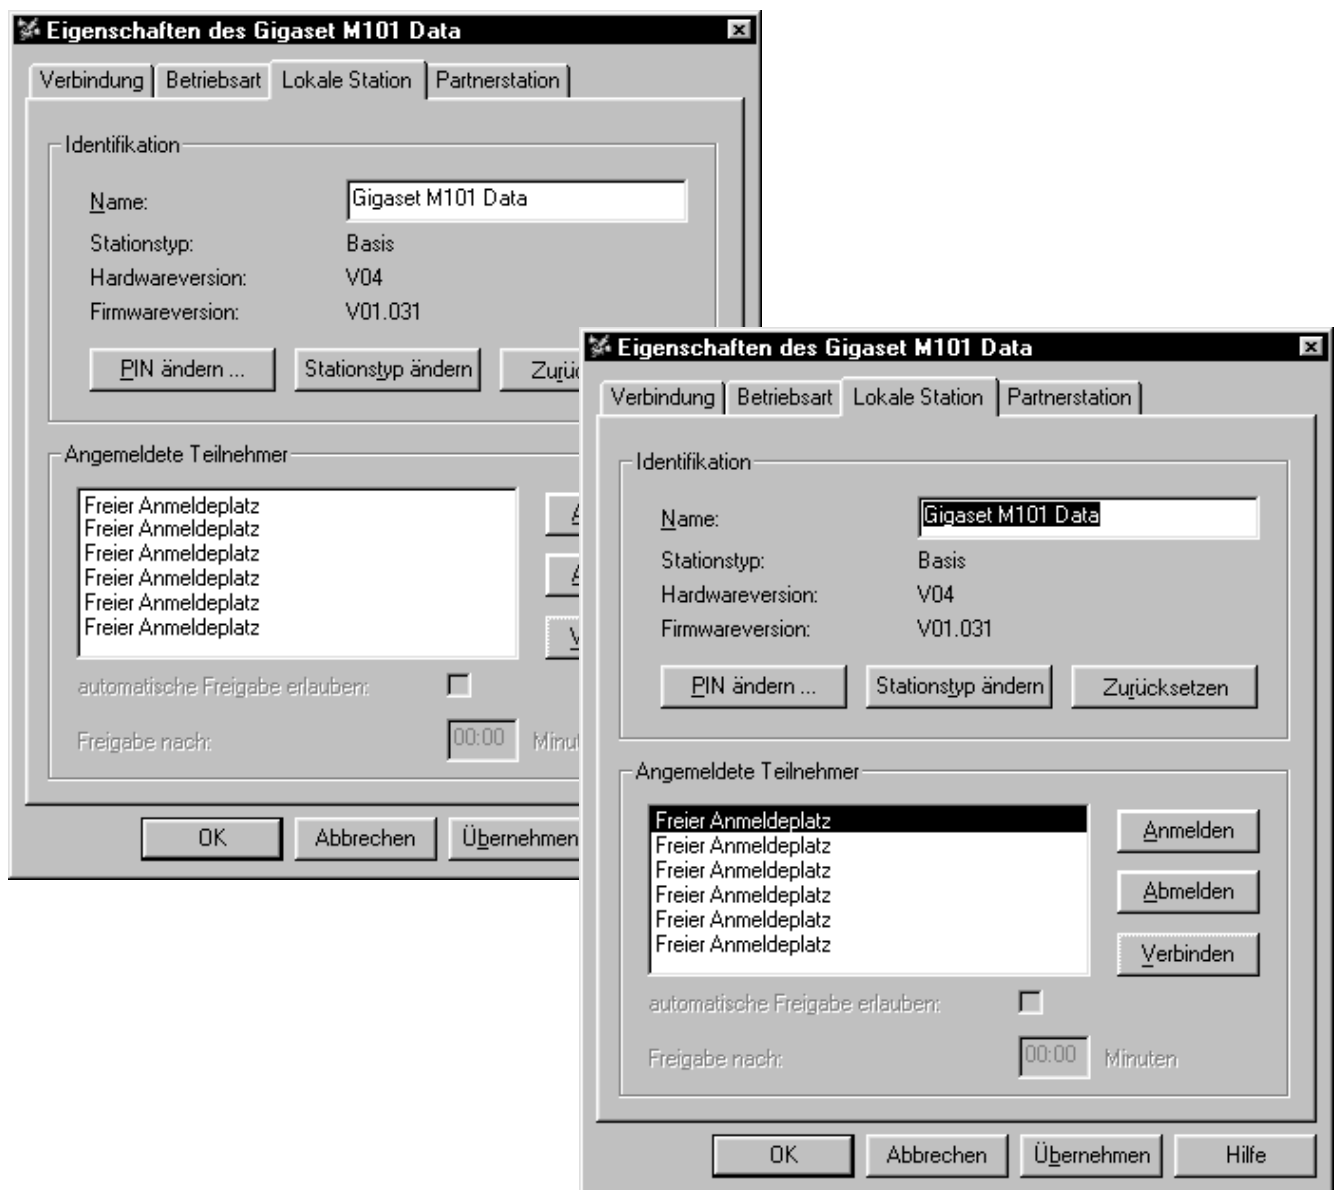 Eigenschaften des Gigaset M101 Data
Verbindung Betriebsart Lokale Station Partnerstation
Identifikation
Name: Gigaset M101 Data
Stationstyp: Basis
Hardwareversion: V04
Firmwareversion: V01.031
PIN ändern ... Stationstyp ändern
Angemeldete Teilnehmer
Freier Anmeldeplatz
Freier Anmeldeplatz
Freier Anmeldeplatz
Freier Anmeldeplatz
Freier Anmeldeplatz
Freier Anmeldeplatz
automatische Freigabe erlauben:
Freigabe nach: 00:00
OK Abbrechen Übernehmen
Eigenschaften des Gigaset M101 Data
Verbindung Betriebsart Lokale Station Partnerstation
Identifikation
Name: Gigaset M101 Data
Stationstyp: Basis
Hardwareversion: V04
Firmwareversion: V01.031
PIN ändern ... Stationstyp ändern Zurücksetzen
Angemeldete Teilnehmer
Freier Anmeldeplatz
Freier Anmeldeplatz
Freier Anmeldeplatz
Freier Anmeldeplatz
Freier Anmeldeplatz
Freier Anmeldeplatz
Anmelden
Abmelden
Verbinden
automatische Freigabe erlauben:
Freigabe nach: 00:00 Minuten
OK Abbrechen Übernehmen Hilfe